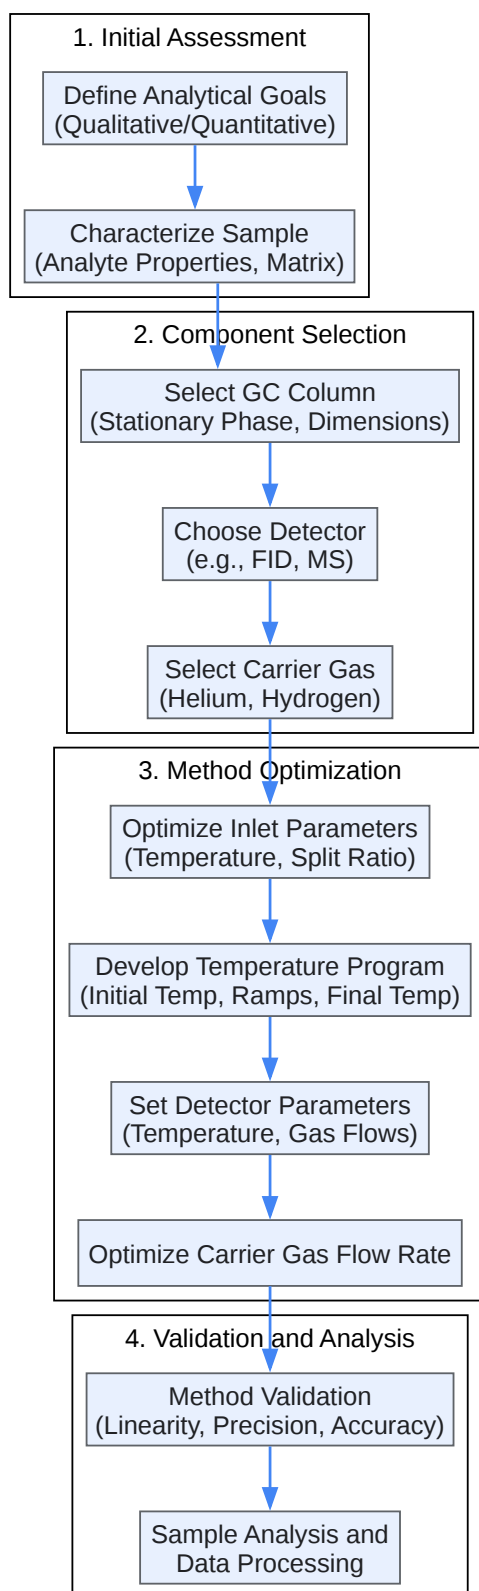 1. Initial Assessment
Define Analytical Goals
(Qualitative/Quantitative)
Characterize Sample
(Analyte Properties, Matrix)
2. Component Selection
Select GC Column
(Stationary Phase, Dimensions)
Choose Detector
(e.g., FID, MS)
Select Carrier Gas
(Helium, Hydrogen)
3. Method Optimization
Optimize Inlet Parameters
(Temperature, Split Ratio)
Develop Temperature Program
(Initial Temp, Ramps, Final Temp)
Set Detector Parameters
(Temperature, Gas Flows)
Optimize Carrier Gas Flow Rate
4. Validation and Analysis
Method Validation
(Linearity, Precision, Accuracy)
Sample Analysis and
Data Processing